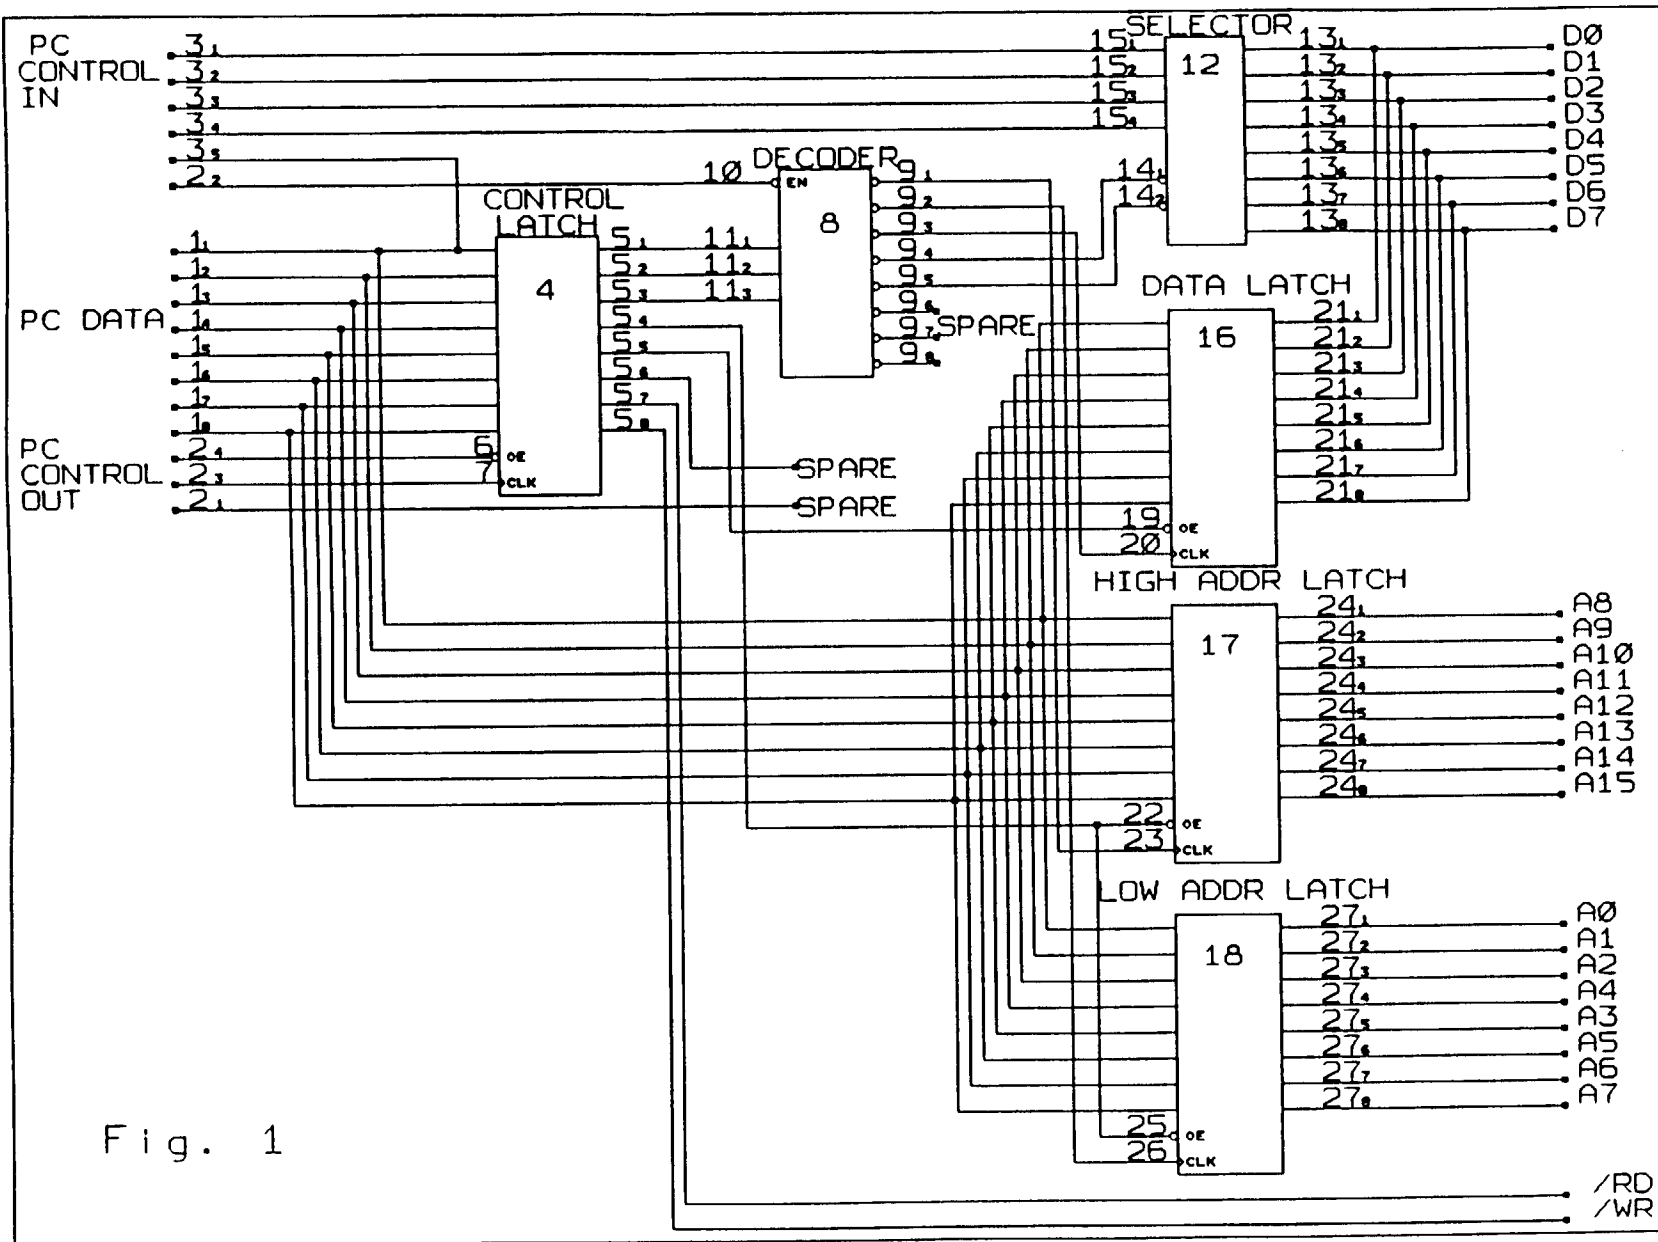 PC
CONTROL
IN
3₁
3₂
3₃
3₄
3₅
2₂
1₁
1₂
1₃
PC DATA
1₄
1₅
1₆
1₇
1₈
PC
CONTROL
OUT
2₄
2₃
2₁
CONTROL
LATCH
4
5₁
5₂
5₃
5₄
5₅
5₆
5₇
5₈
6 OE
7 CLK
SPARE
SPARE
DECODER
10 EN
8
11₁
11₂
11₃
9₁
9₂
9₃
9₄
9₅
9₆
9₇ SPARE
9₈
SELECTOR
12
15₁
15₂
15₃
15₄
14₁
14₂
13₁ DØ
13₂ D1
13₃ D2
13₄ D3
13₅ D4
13₆ D5
13₇ D6
13₈ D7
DATA LATCH
16
21₁
21₂
21₃
21₄
21₅
21₆
21₇
21₈
19 OE
2Ø CLK
HIGH ADDR LATCH
17
24₁ A8
24₂ A9
24₃ A1Ø
24₄ A11
24₅ A12
24₆ A13
24₇ A14
24₈ A15
22 OE
23 CLK
LOW ADDR LATCH
18
27₁ AØ
27₂ A1
27₃ A2
27₄ A4
27₅ A3
27₆ A5
27₇ A6
27₈ A7
25 OE
26 CLK
/RD
/WR
Fig. 1